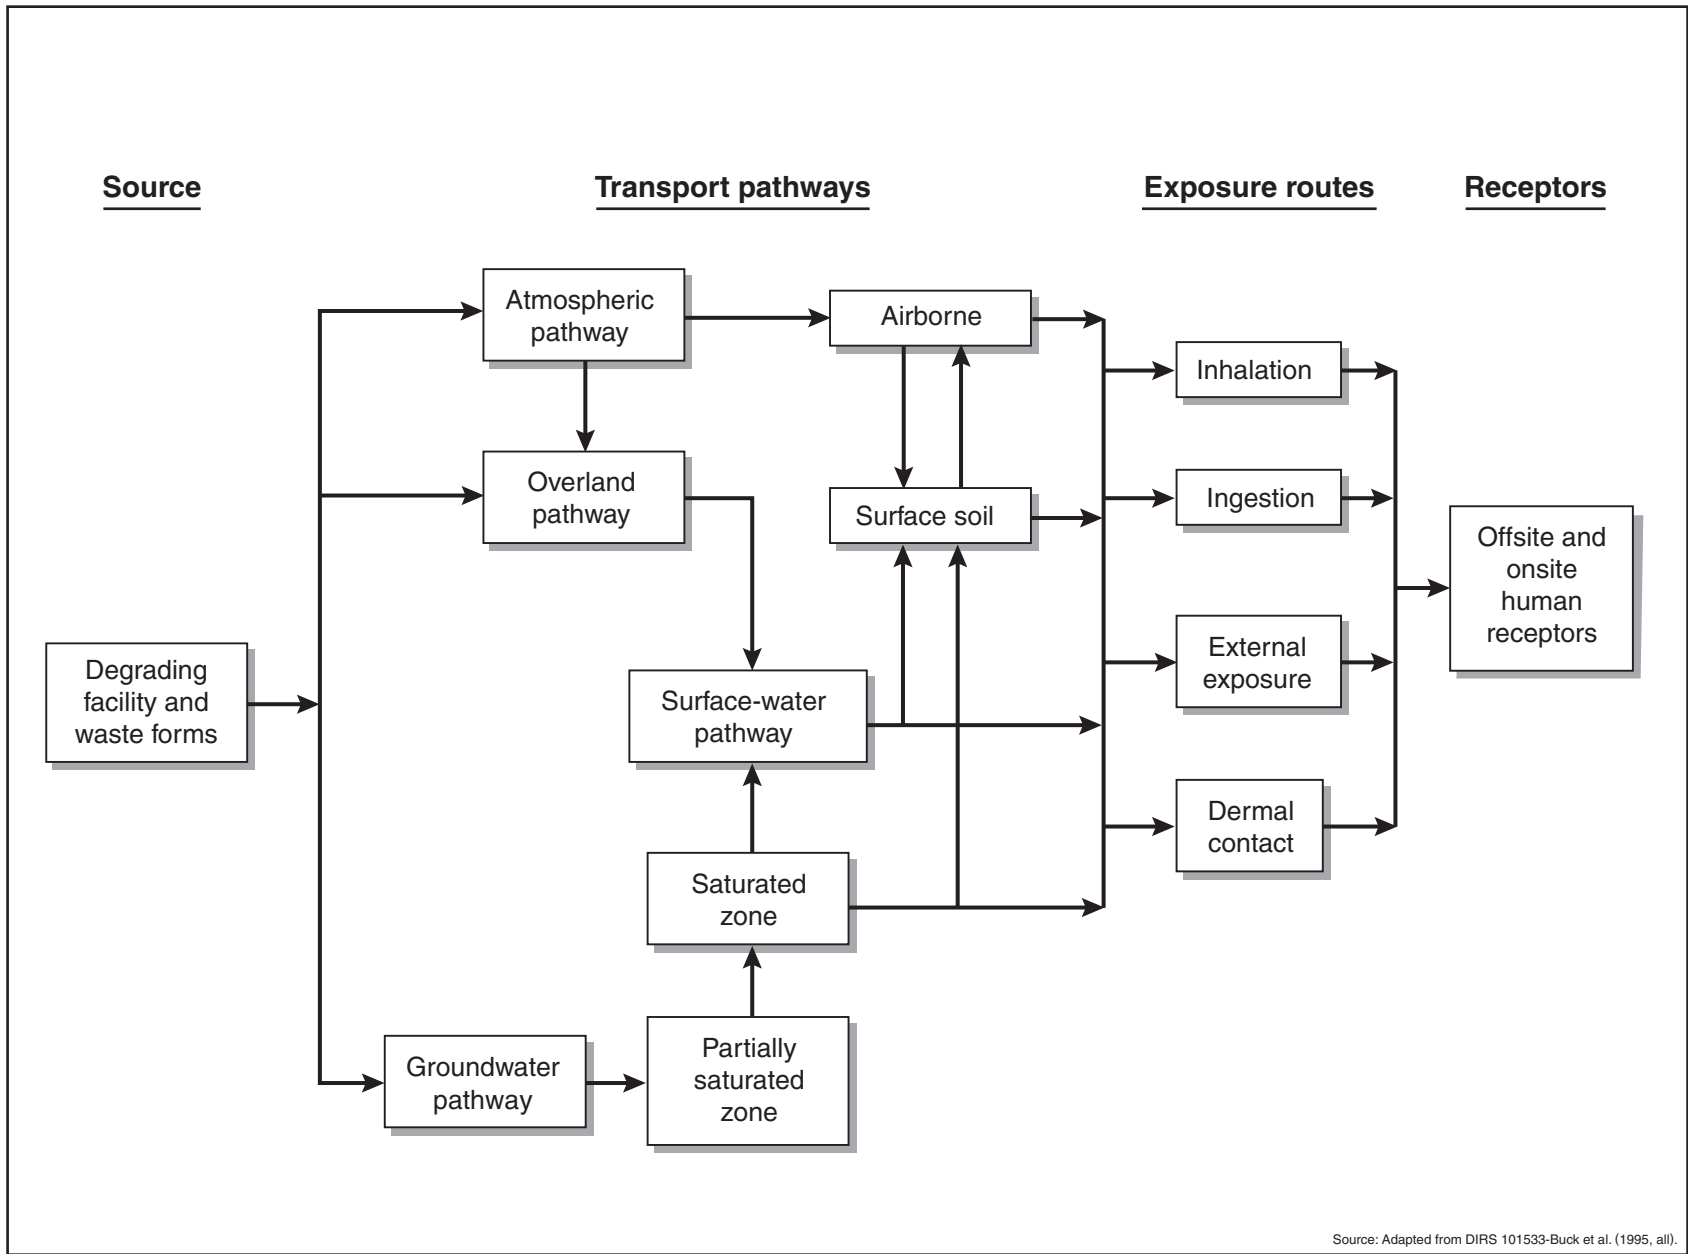 Source
Transport pathways
Exposure routes
Receptors
Atmospheric
pathway
Airborne
Inhalation
Overland
pathway
Surface soil
Ingestion
Offsite and
onsite
human
receptors
Degrading
facility and
waste forms
Surface-water
pathway
External
exposure
Dermal
contact
Saturated
zone
Groundwater
pathway
Partially
saturated
zone
Source: Adapted from DIRS 101533-Buck et al. (1995, all).